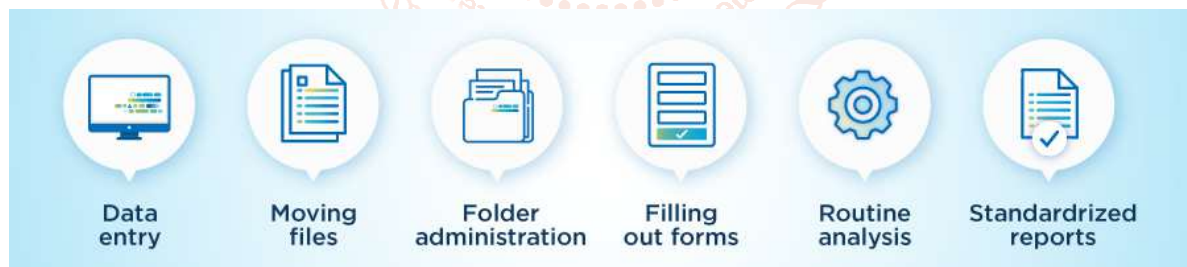 Data
entry
Moving
files
Folder
administration
Filling
out forms
Routine
analysis
Standardrized
reports